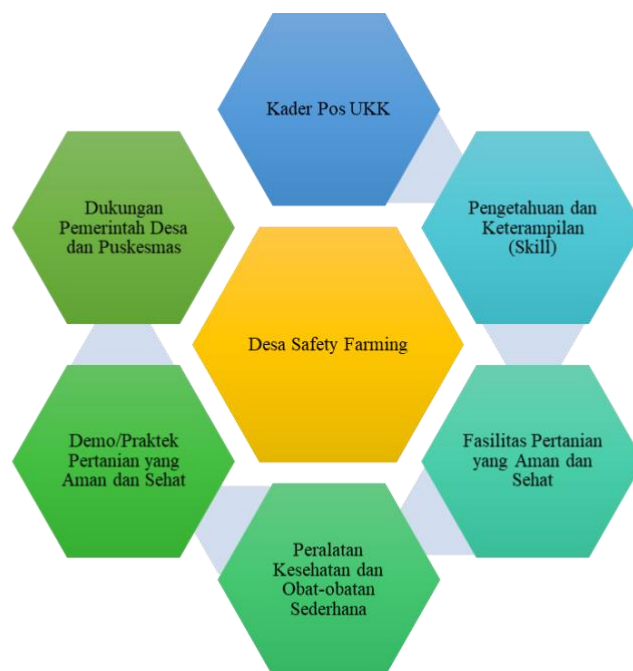 Kader Pos UKK
Pengetahuan dan
Keterampilan
(Skill)
Fasilitas Pertanian
yang Aman dan
Sehat
Peralatan
Kesehatan dan
Obat-obatan
Sederhana
Demo/Praktek
Pertanian yang
Aman dan Sehat
Dukungan
Pemerintah Desa
dan Puskesmas
Desa Safety Farming